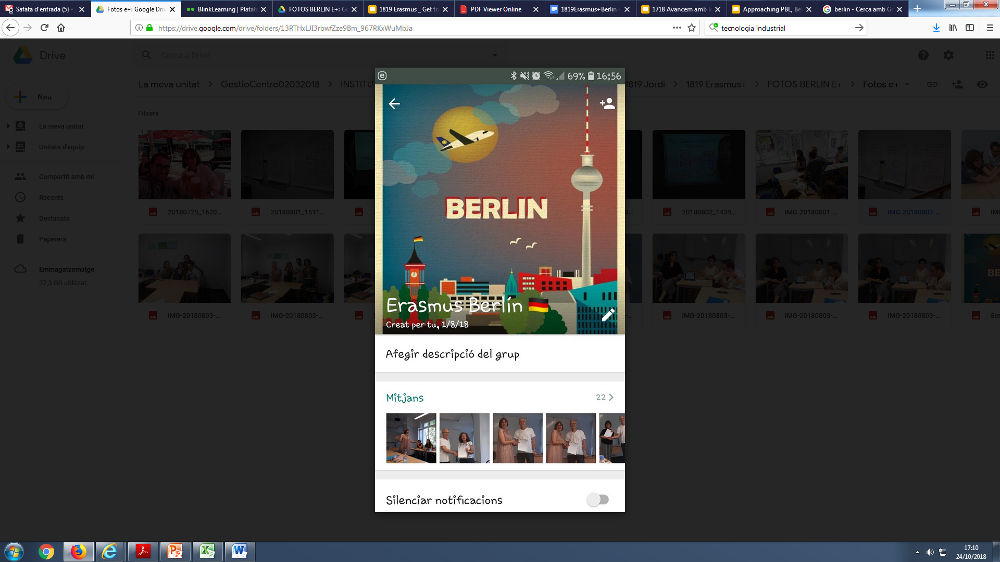 Safata d'entrada (5) -
Fotos e+: Google Driv
BlinkLearning | Plataf
FOTOS BERLIN E+: Go
1819 Erasmus _ Get to
PDF Viewer Online
1819Erasmus+Berlin -
1718 Avancem amb l
Approaching PBL, Be
berlin - Cerca amb Go
https://drive.google.com/drive/folders/13RTHxLJI3rbwfZze9Bm_967RKxWuMbJa
tecnologia industrial
Drive
Cerca a Drive
69% 16:56
La meva unitat > GestioCentre02032018 > INSTITU
1819 Jordi > 1819 Erasmus+ > FOTOS BERLIN E+ > Fotos e+
Nou
Fitxers
La meva unitat
Unitats d'equip
Compartit amb mi
Recents
Destacats
Paperera
Emmagatzematge
37,3 GB utilitzat
20180729_1620...
20180801_1511...
20180802_1439...
IMG-20180801-...
IMG-20180802-...
IMG-20180803-...
IMG-20180803-...
IMG-20180803-...
IMG-20180803-...
IMG-20180803-...
Scr
BERLIN
Erasmus Berlín
Creat per tu, 1/8/18
Afegir descripció del grup
Mitjans
22 >
Silenciar notificacions
17:10
24/10/2018